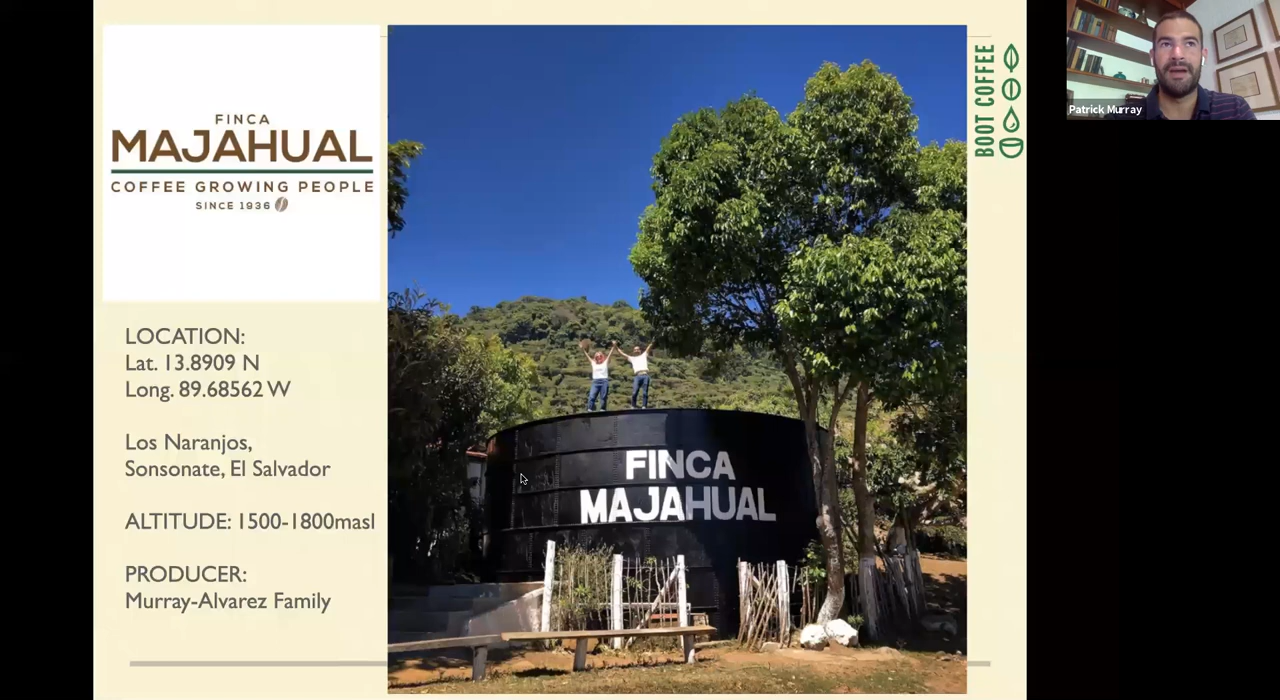 FINCA
MAJAHUAL
COFFEE GROWING PEOPLE
SINCE 1936
LOCATION:
Lat. 13.8909 N
Long. 89.68562 W
Los Naranjos,
Sonsonate, El Salvador
ALTITUDE: 1500-1800masl
PRODUCER:
Murray-Alvarez Family
FINCA
MAJAHUAL
BOOT COFFEE
Patrick Murray